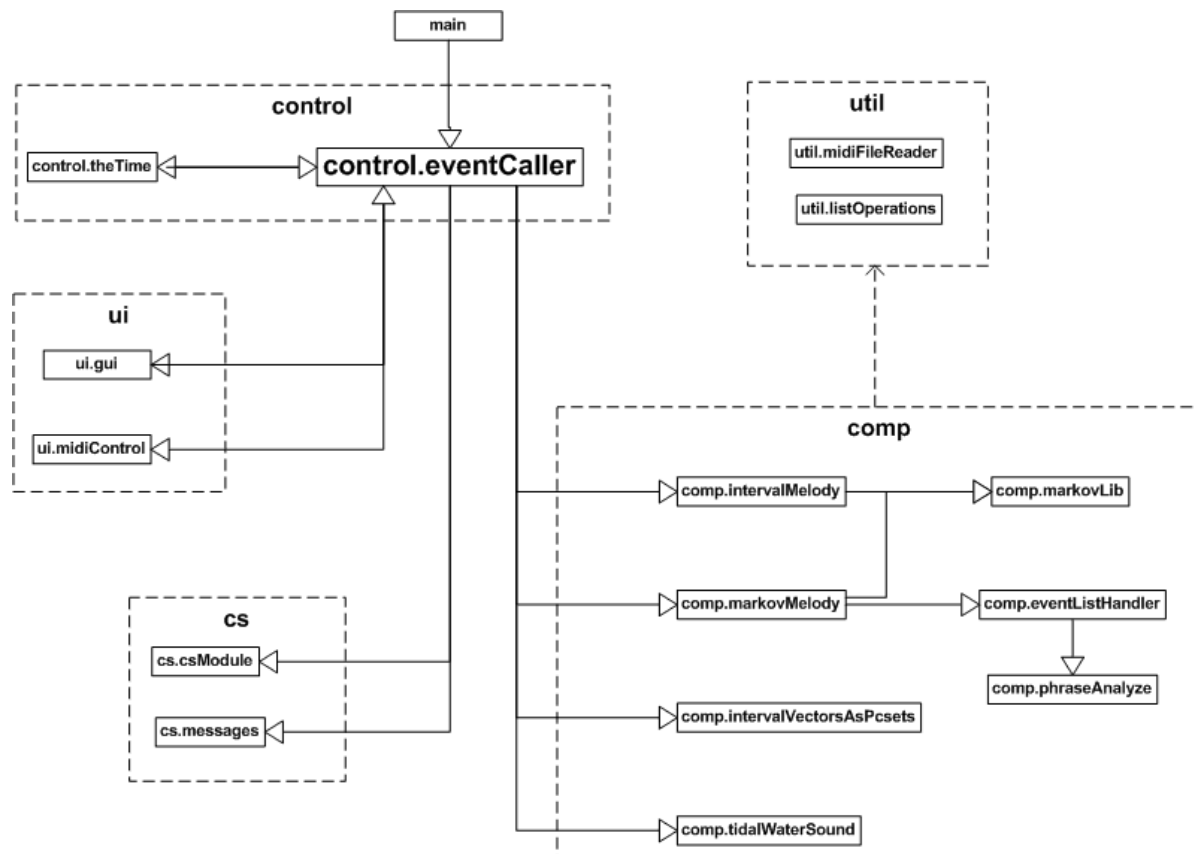 main
control
control.theTime
control.eventCaller
util
util.midiFileReader
util.listOperations
ui
ui.gui
ui.midiControl
comp
comp.intervalMelody
comp.markovLib
comp.markovMelody
comp.eventListHandler
comp.phraseAnalyze
comp.intervalVectorsAsPcsets
comp.tidalWaterSound
cs
cs.csModule
cs.messages